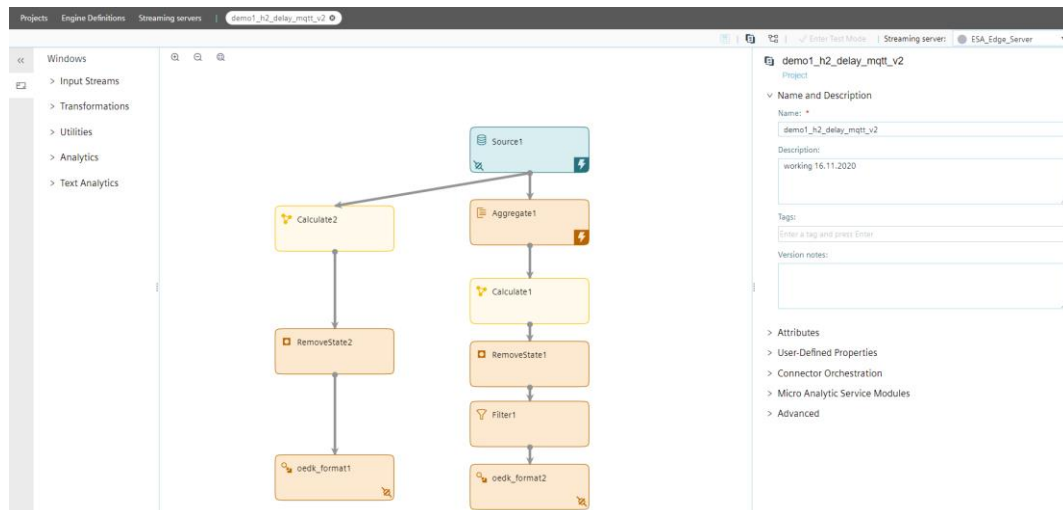 Projects Engine Definitions Streaming servers | demo1_h2_delay_mqtt_v2
Enter Test Mode | Streaming server: ESA_Edge_Server
Windows
> Input Streams
> Transformations
> Utilities
> Analytics
> Text Analytics
Source1
Calculate2
Aggregate1
Calculate1
RemoveState2
RemoveState1
Filter1
oedk_format1
oedk_format2
demo1_h2_delay_mqtt_v2
Project
Name and Description
Name: *
demo1_h2_delay_mqtt_v2
Description:
working 16.11.2020
Tags:
Enter a tag and press Enter
Version notes:
> Attributes
> User-Defined Properties
> Connector Orchestration
> Micro Analytic Service Modules
> Advanced